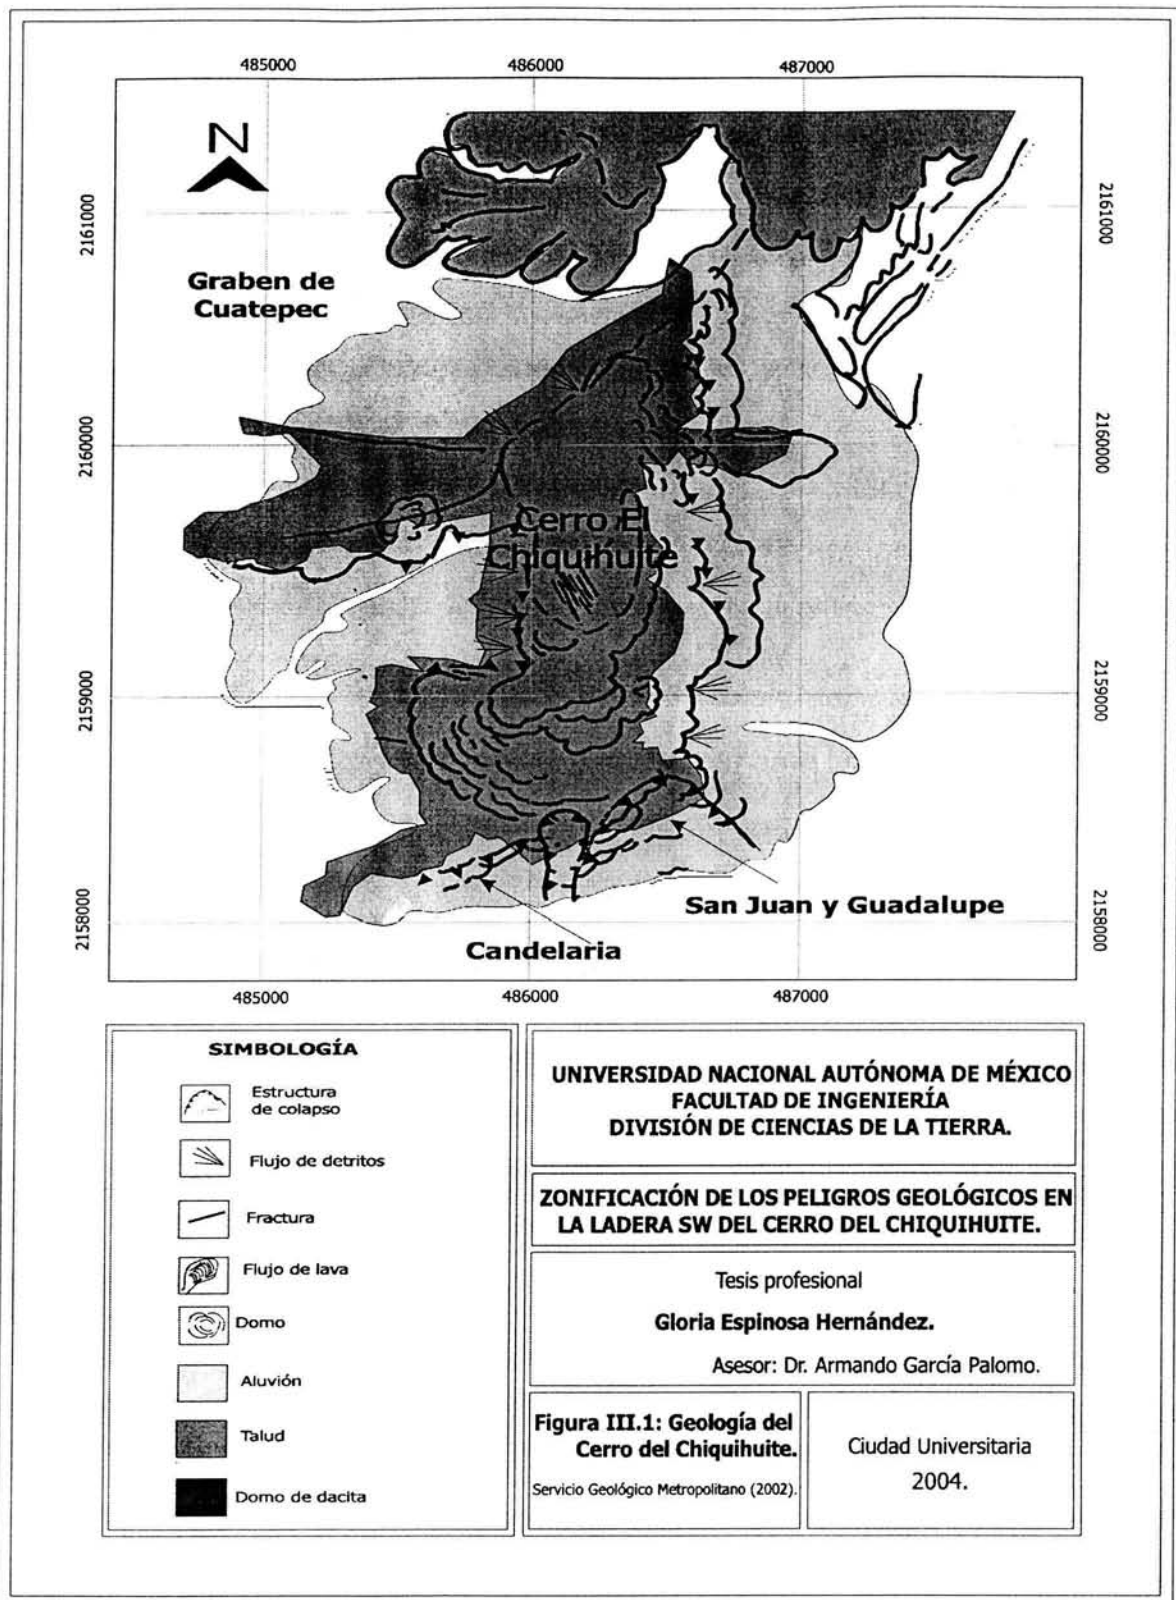 485000
486000
487000
N
2161000
2161000
Graben de
Cuatepec
2160000
2160000
Cerro El
Chiquihuite
2159000
2159000
San Juan y Guadalupe
2158000
2158000
Candelaria
485000
486000
487000
SIMBOLOGÍA
Estructura
de colapso
Flujo de detritos
Fractura
Flujo de lava
Domo
Aluvión
Talud
Domo de dacita
UNIVERSIDAD NACIONAL AUTÓNOMA DE MÉXICO
FACULTAD DE INGENIERÍA
DIVISIÓN DE CIENCIAS DE LA TIERRA.
ZONIFICACIÓN DE LOS PELIGROS GEOLÓGICOS EN
LA LADERA SW DEL CERRO DEL CHIQUIHUITE.
Tesis profesional
Gloria Espinosa Hernández.
Asesor: Dr. Armando García Palomo.
Figura III.1: Geología del
Cerro del Chiquihuite.
Servicio Geológico Metropolitano (2002).
Ciudad Universitaria
2004.